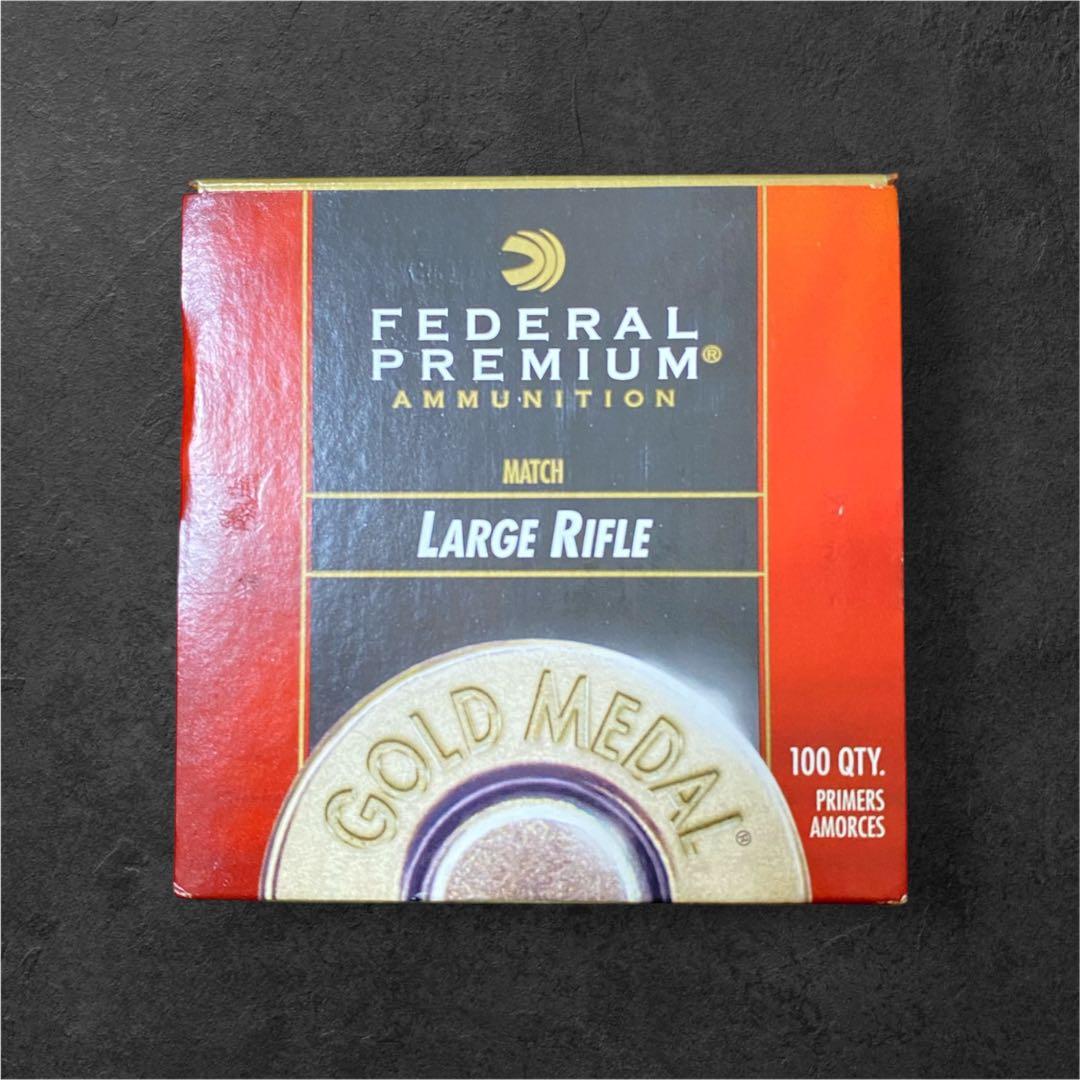 FEDERAL
PREMIUM®
AMMUNITION
MATCH
LARGE RIFLE
GOLD MEDAL®
100 QTY.
PRIMERS
AMORCES